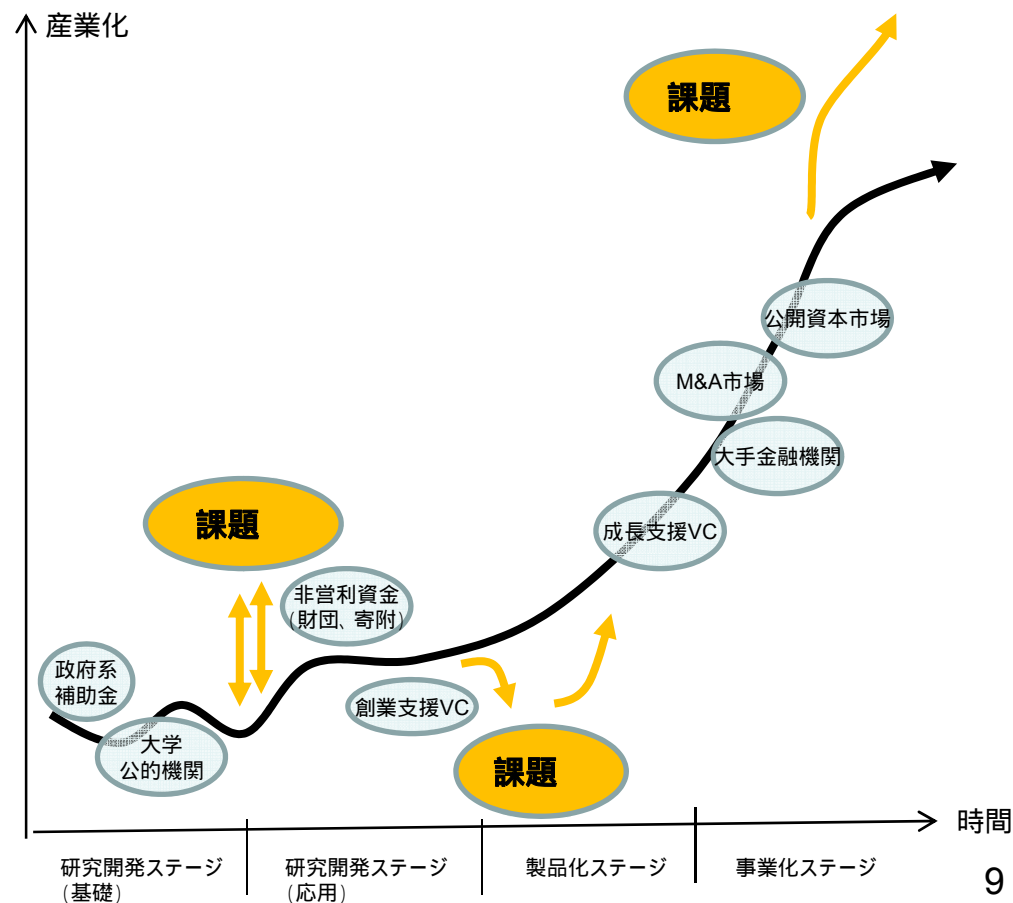 産業化
課題
公開資本市場
M&A市場
大手金融機関
課題
成長支援VC
非営利資金
(財団、寄附)
政府系
補助金
創業支援VC
大学
公的機関
課題
時間
研究開発ステージ
(基礎)
研究開発ステージ
(応用)
製品化ステージ
事業化ステージ
9